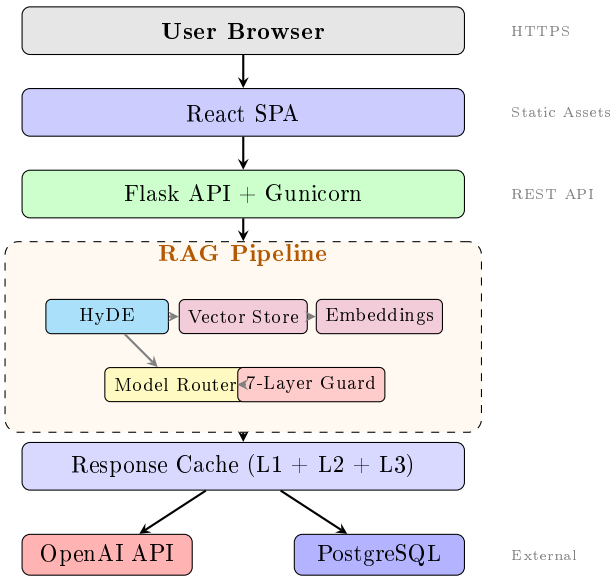 User Browser
HTTPS
React SPA
Static Assets
Flask API + Gunicorn
REST API
RAG Pipeline
HyDE
Vector Store
Embeddings
Model Router
7-Layer Guard
Response Cache (L1 + L2 + L3)
OpenAI API
PostgreSQL
External